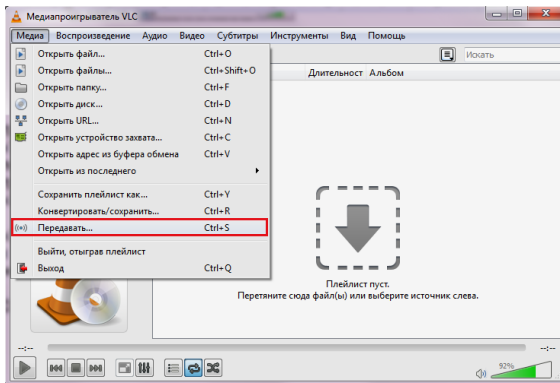 Медиапроигрыватель VLC
Медиа Воспроизведение Аудио Видео Субтитры Инструменты Вид Помощь
Искать
Длительност Альбом
Открыть файл... Ctrl+O
Открыть файлы... Ctrl+Shift+O
Открыть папку... Ctrl+F
Открыть диск... Ctrl+D
Открыть URL... Ctrl+N
Открыть устройство захвата... Ctrl+C
Открыть адрес из буфера обмена Ctrl+V
Открыть из последнего
Сохранить плейлист как... Ctrl+Y
Конвертировать/сохранить... Ctrl+R
Передавать... Ctrl+S
Выйти, отыграв плейлист
Выход Ctrl+Q
Плейлист пуст.
Перетяните сюда файл(ы) или выберите источник слева.
--:-- --:--
92%